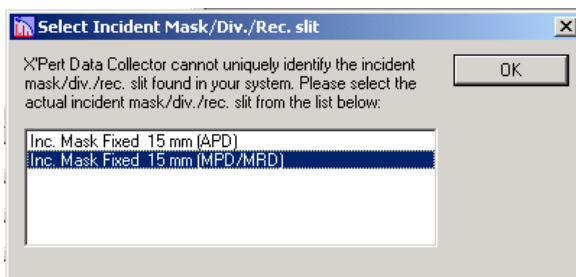 Select Incident Mask/Div./Rec. slit
X'Pert Data Collector cannot uniquely identify the incident
mask/div./rec. slit found in your system. Please select the
actual incident mask/div./rec. slit from the list below:
OK
Inc. Mask Fixed 15 mm (APD)
Inc. Mask Fixed 15 mm (MPD/MRD)